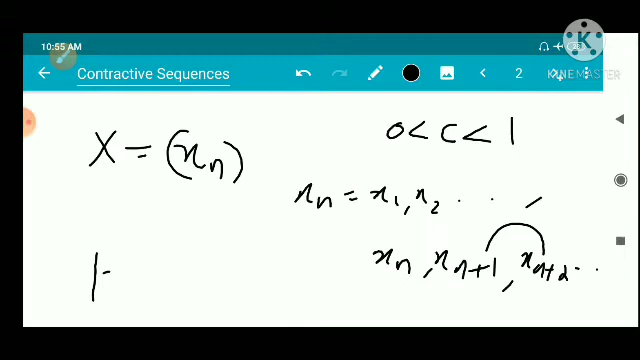 10:55 AM
KINEMASTER
Contractive Sequences
2
X = (xn)
0 < c < 1
xn = x1, x2 . . ,
xn, xn+1, xn+2 ...
|-